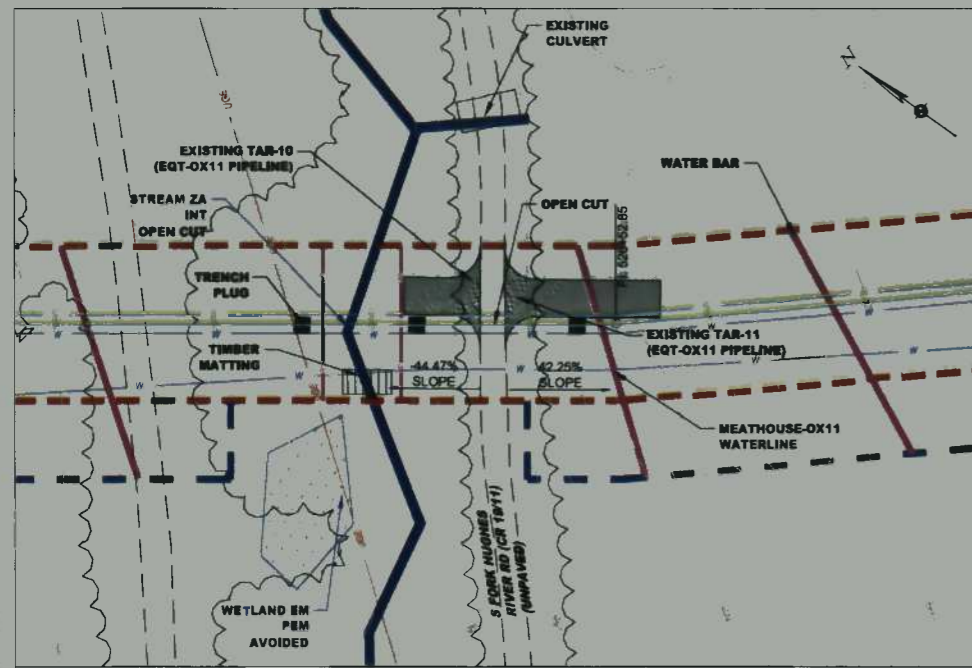 EXISTING
CULVERT
N
EXISTING TAR-10
(EQT-OX11 PIPELINE)
WATER BAR
STREAM ZA
INT
OPEN CUT
OPEN CUT
TRENCH
PLUG
TIMBER
MATTING
-44.47%
SLOPE
42.25%
SLOPE
EXISTING TAR-11
(EQT-OX11 PIPELINE)
MEATHOUSE-OX11
WATERLINE
S FORK HUGHES
RIVER RD (CR 19/11)
(UNPAVED)
WETLAND EM
PEM
AVOIDED
W
W
W
W
W
W
W